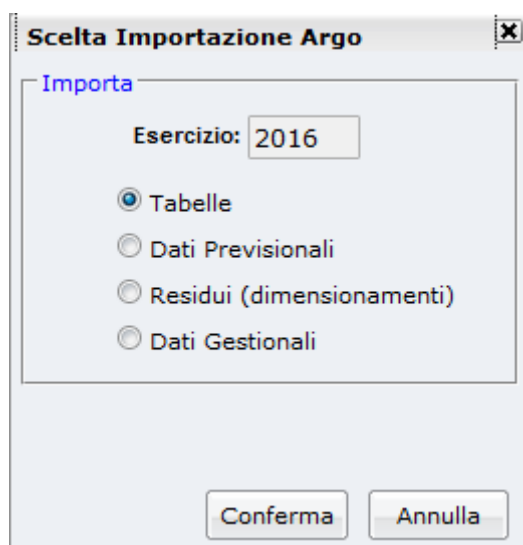 Scelta Importazione Argo
Importa
Esercizio: 2016
Tabelle
Dati Previsionali
Residui (dimensionamenti)
Dati Gestionali
Conferma Annulla